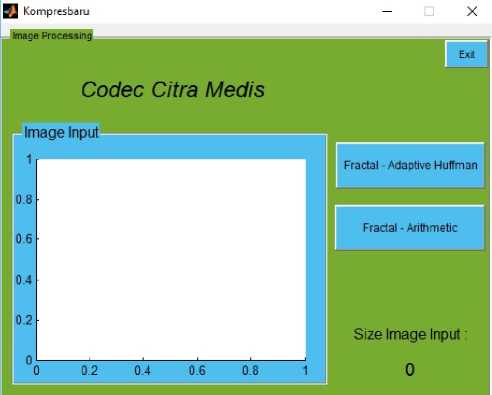 Kompresbaru
Image Processing
Exit
Codec Citra Medis
Image Input
1
0.8
0.6
0.4
0.2
0
0 0.2 0.4 0.6 0.8 1
Fractal - Adaptive Huffman
Fractal - Arithmetic
Size Image Input :
0